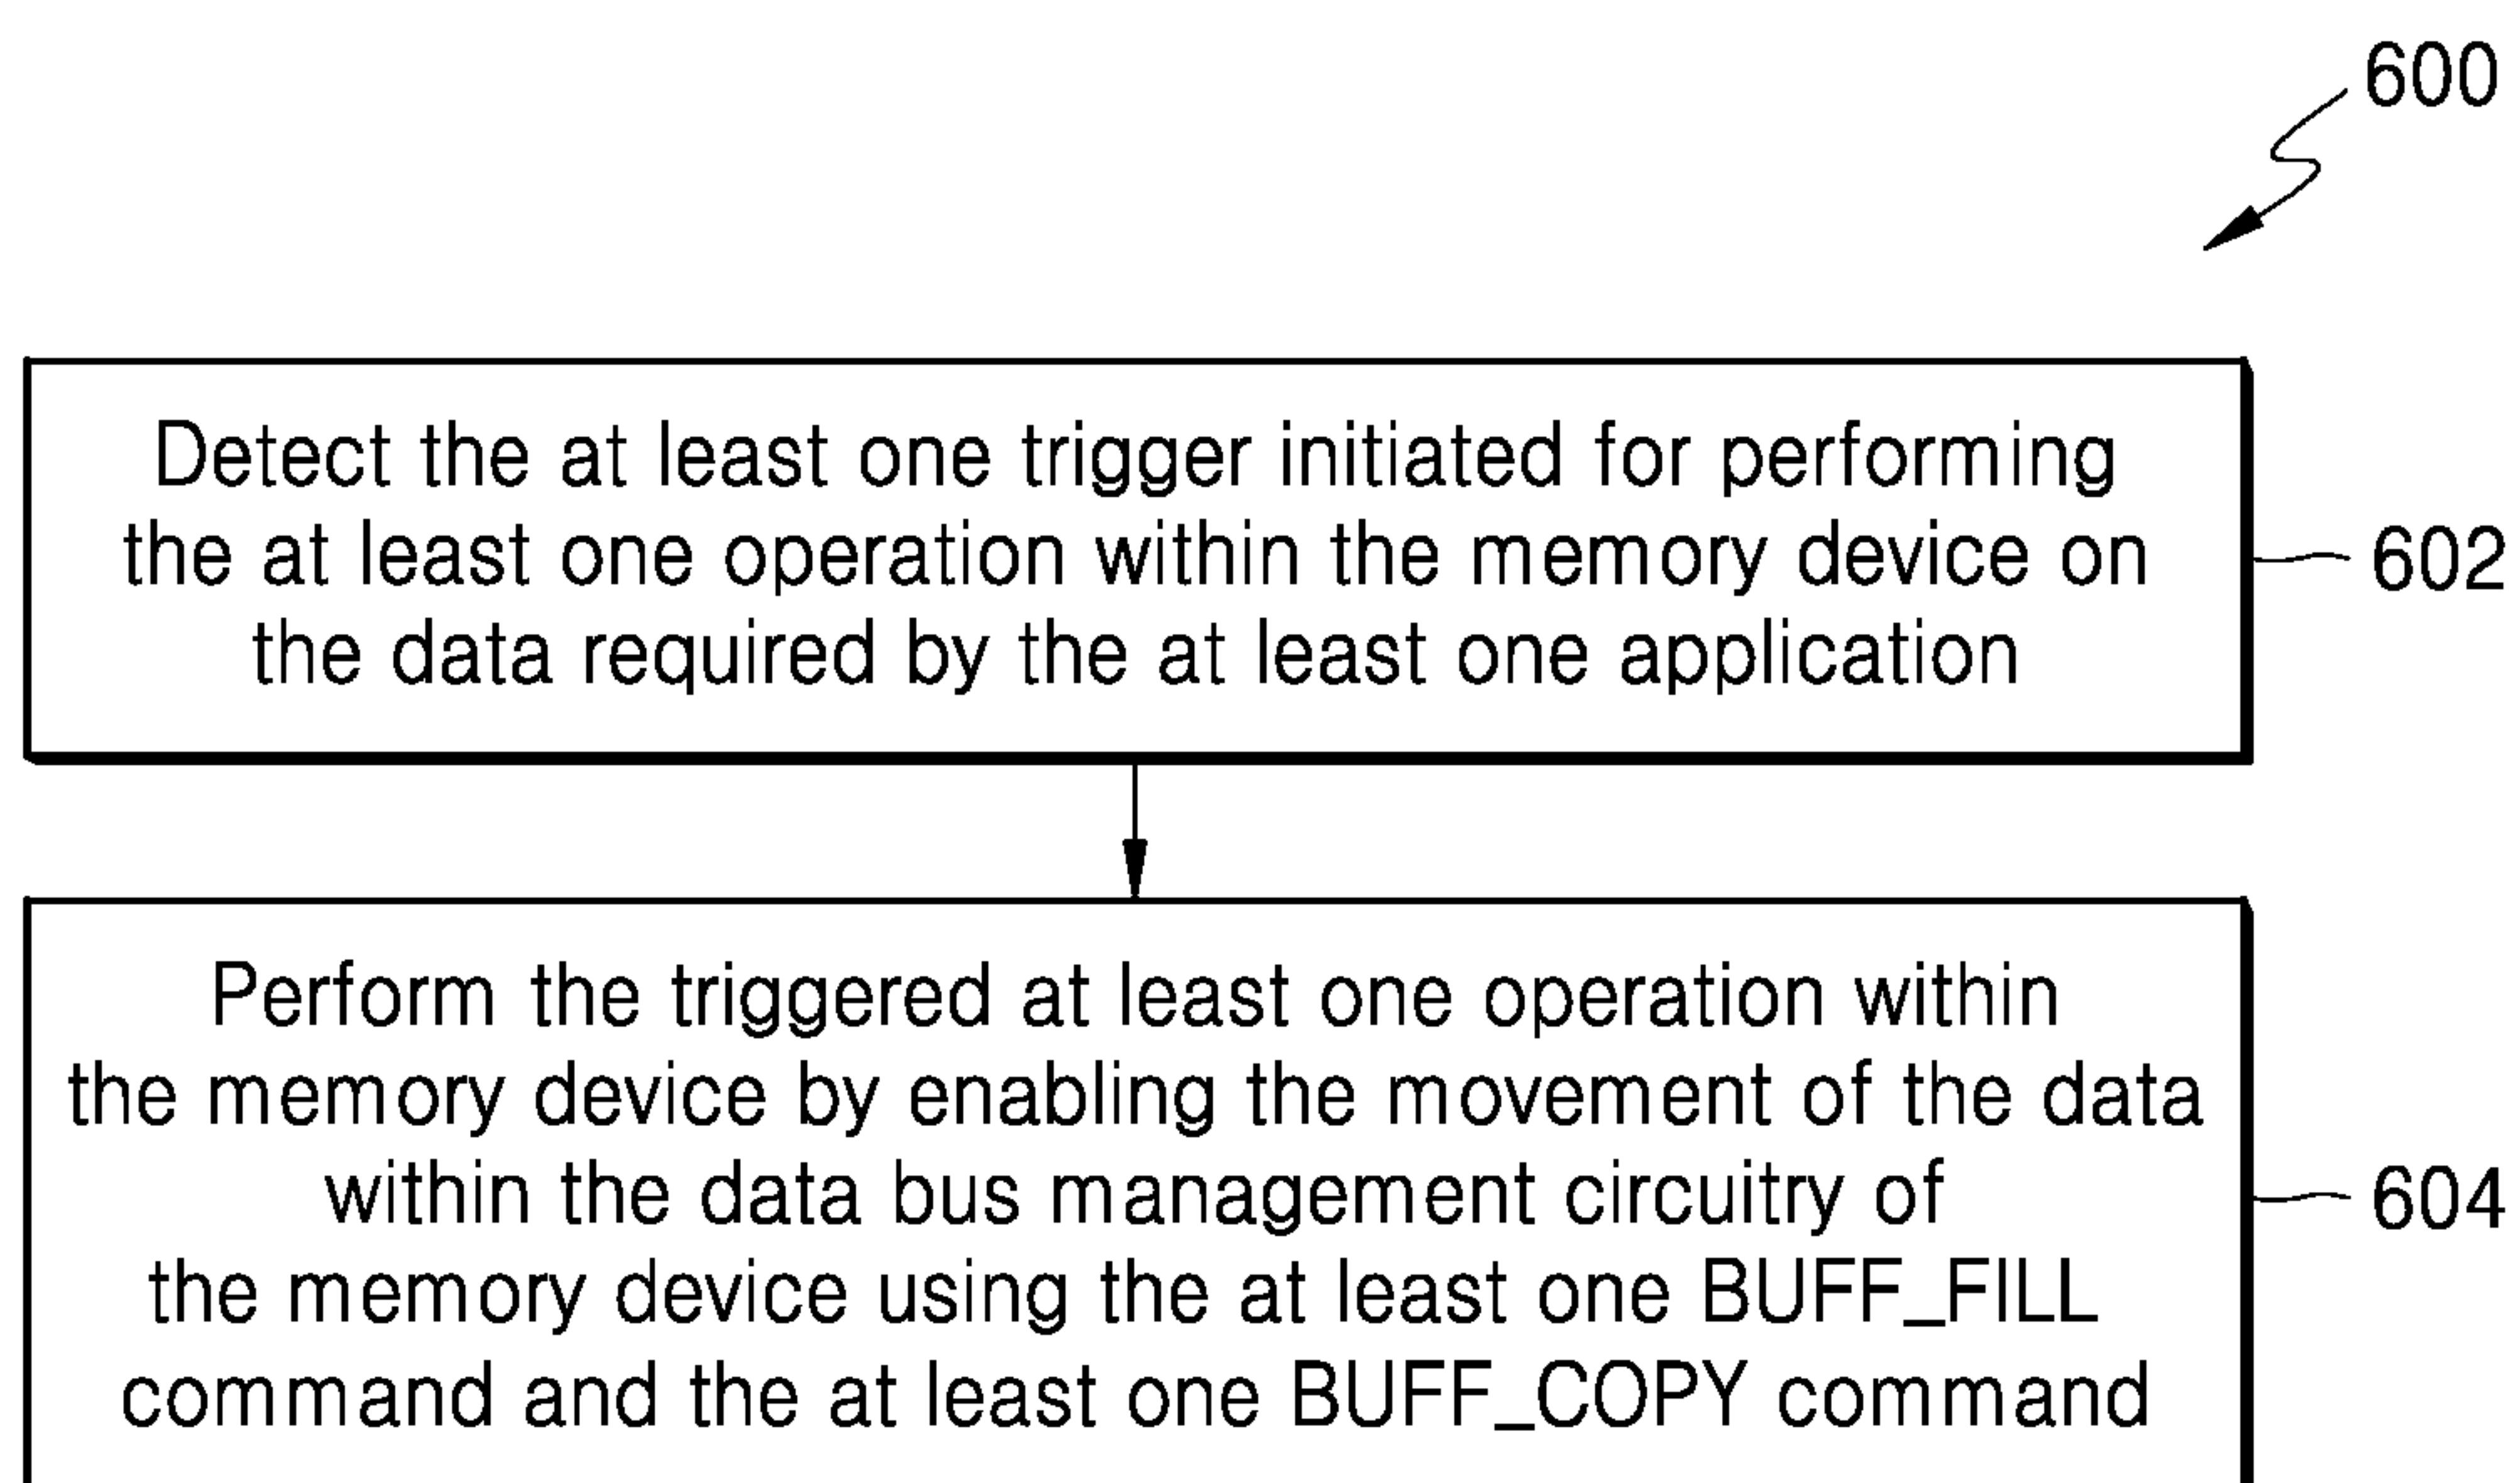 600
Detect the at least one trigger initiated for performing
the at least one operation within the memory device on
the data required by the at least one application
602
Perform the triggered at least one operation within
the memory device by enabling the movement of the data
within the data bus management circuitry of
the memory device using the at least one BUFF_FILL
command and the at least one BUFF_COPY command
604